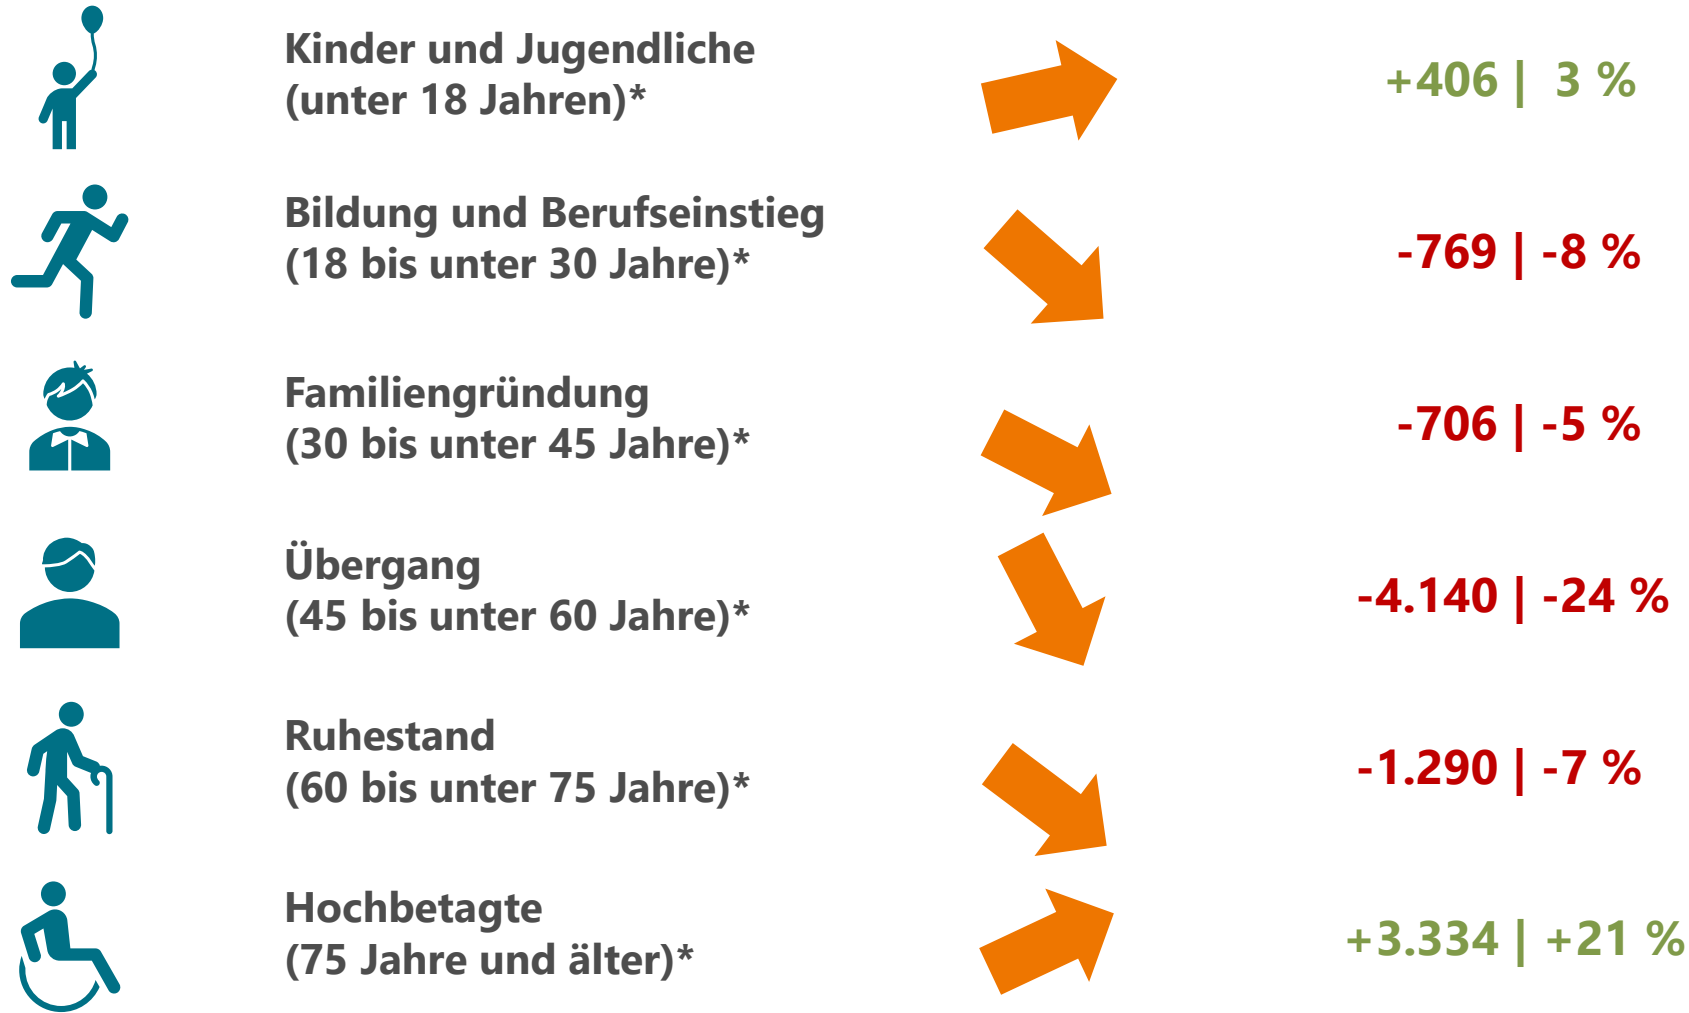 Kinder und Jugendliche
(unter 18 Jahren)*
+406 | 3 %
Bildung und Berufseinstieg
(18 bis unter 30 Jahre)*
-769 | -8 %
Familiengründung
(30 bis unter 45 Jahre)*
-706 | -5 %
Übergang
(45 bis unter 60 Jahre)*
-4.140 | -24 %
Ruhestand
(60 bis unter 75 Jahre)*
-1.290 | -7 %
Hochbetagte
(75 Jahre und älter)*
+3.334 | +21 %